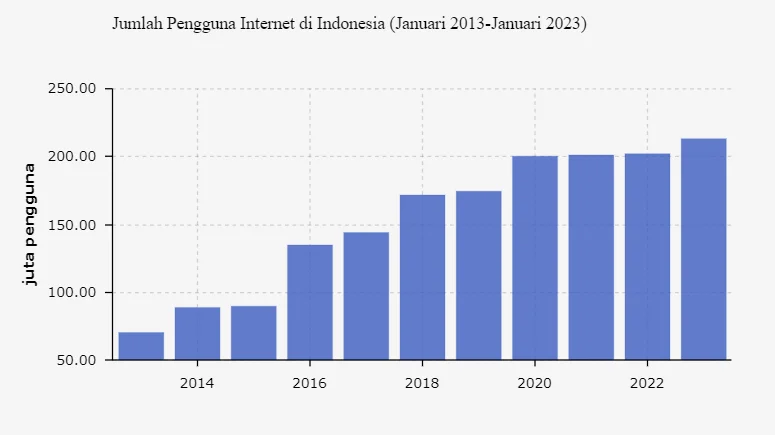 Jumlah Pengguna Internet di Indonesia (Januari 2013-Januari 2023)
250.00
200.00
150.00
100.00
50.00
juta pengguna
2014 2016 2018 2020 2022